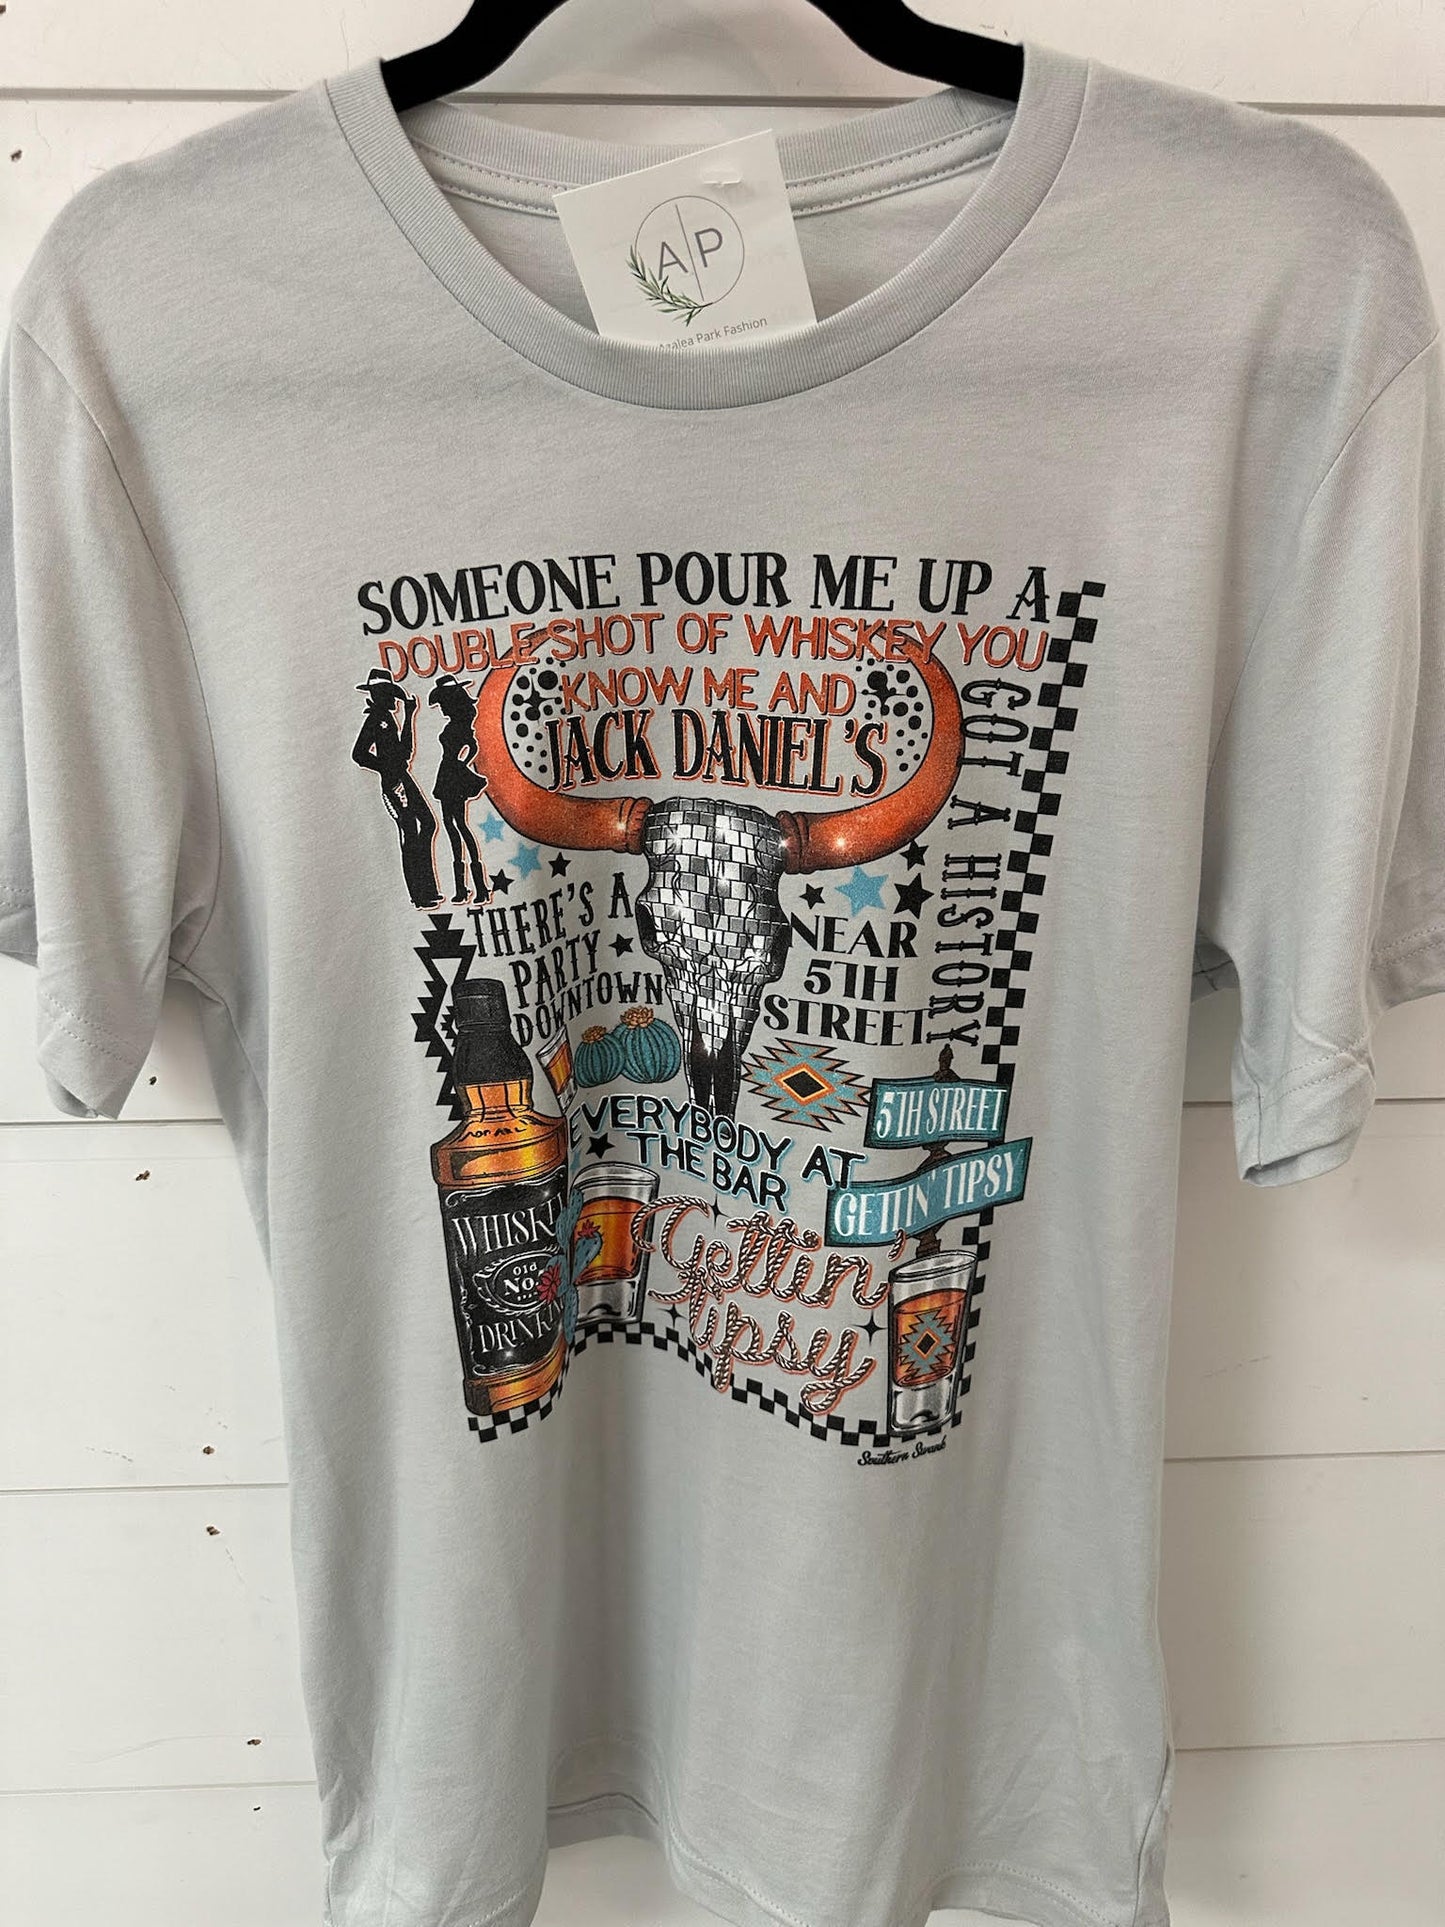 A P
Azalea Park Fashion
SOMEONE POUR ME UP A
DOUBLE SHOT OF WHISKEY YOU
KNOW ME AND
JACK DANIEL'S
GOT A HISTORY
THERE'S A
PARTY
DOWNTOWN
NEAR
5TH
STREET
EVERYBODY AT
THE BAR
5TH STREET
GETTIN' TIPSY
Gettin'
tipsy
WHISKEY
Old
No.
DRINKIN
Southern Swank